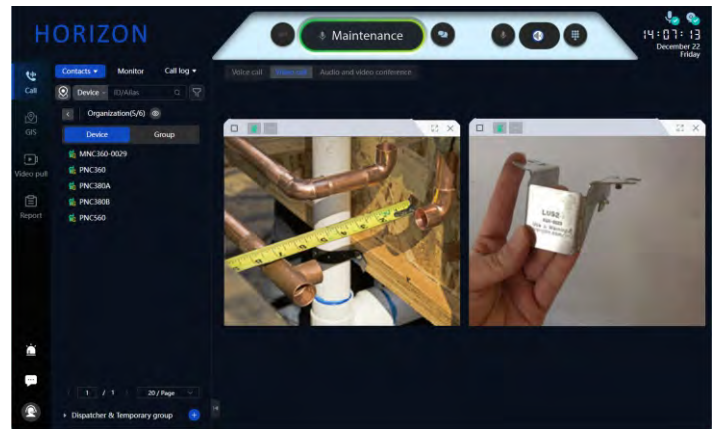 HORIZON
Maintenance
14:07:13
December 22
Friday
Call
GIS
Video pull
Report
Contacts
Monitor
Call log
Device
ID/Alias
Organization(5/6)
Device
Group
MNC360-0029
PNC360
PNC380A
PNC380B
PNC560
1 / 1
20 / Page
Dispatcher & Temporary group
Voice call
Video call
Audio and video conference
LUS2